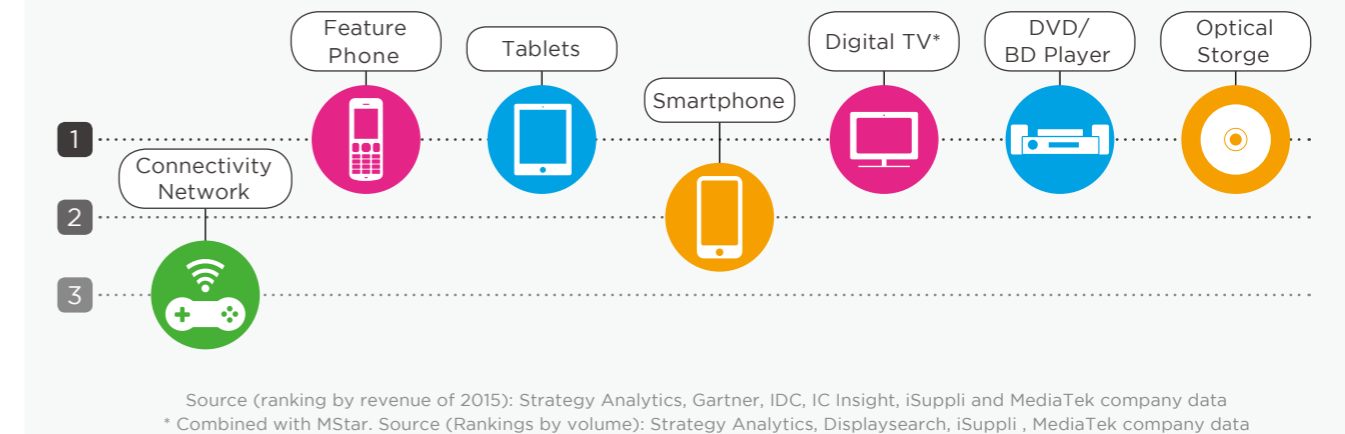 Feature
Phone
Tablets
Smartphone
Digital TV*
DVD/
BD Player
Optical
Storge
1
Connectivity
Network
2
3
Source (ranking by revenue of 2015): Strategy Analytics, Gartner, IDC, IC Insight, iSuppli and MediaTek company data
* Combined with MStar. Source (Rankings by volume): Strategy Analytics, Displaysearch, iSuppli , MediaTek company data